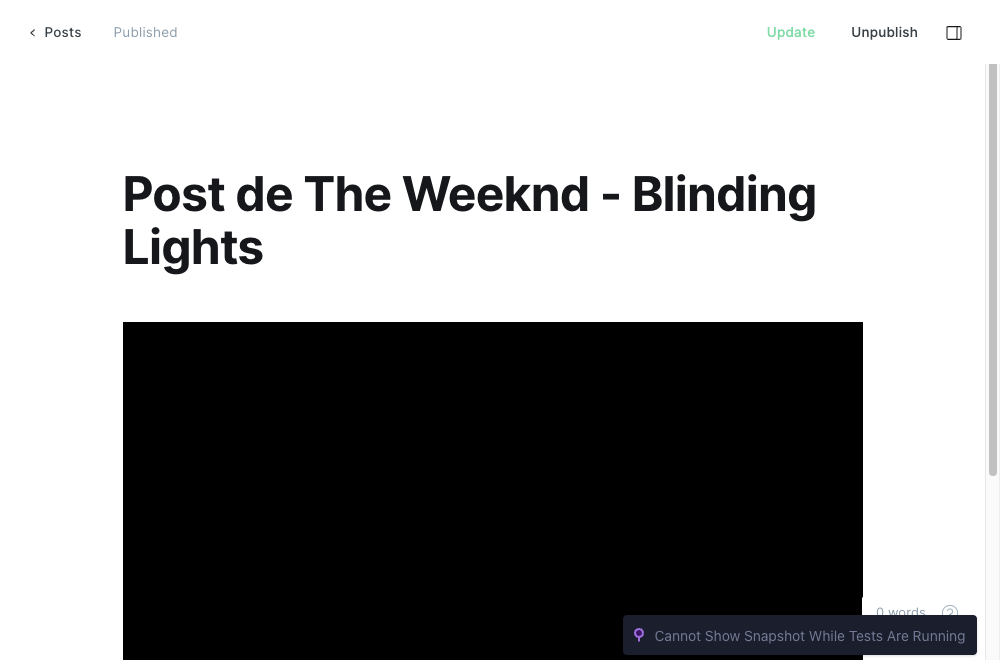 Posts Published Update Unpublish
Post de The Weeknd - Blinding
Lights
0 words
Cannot Show Snapshot While Tests Are Running